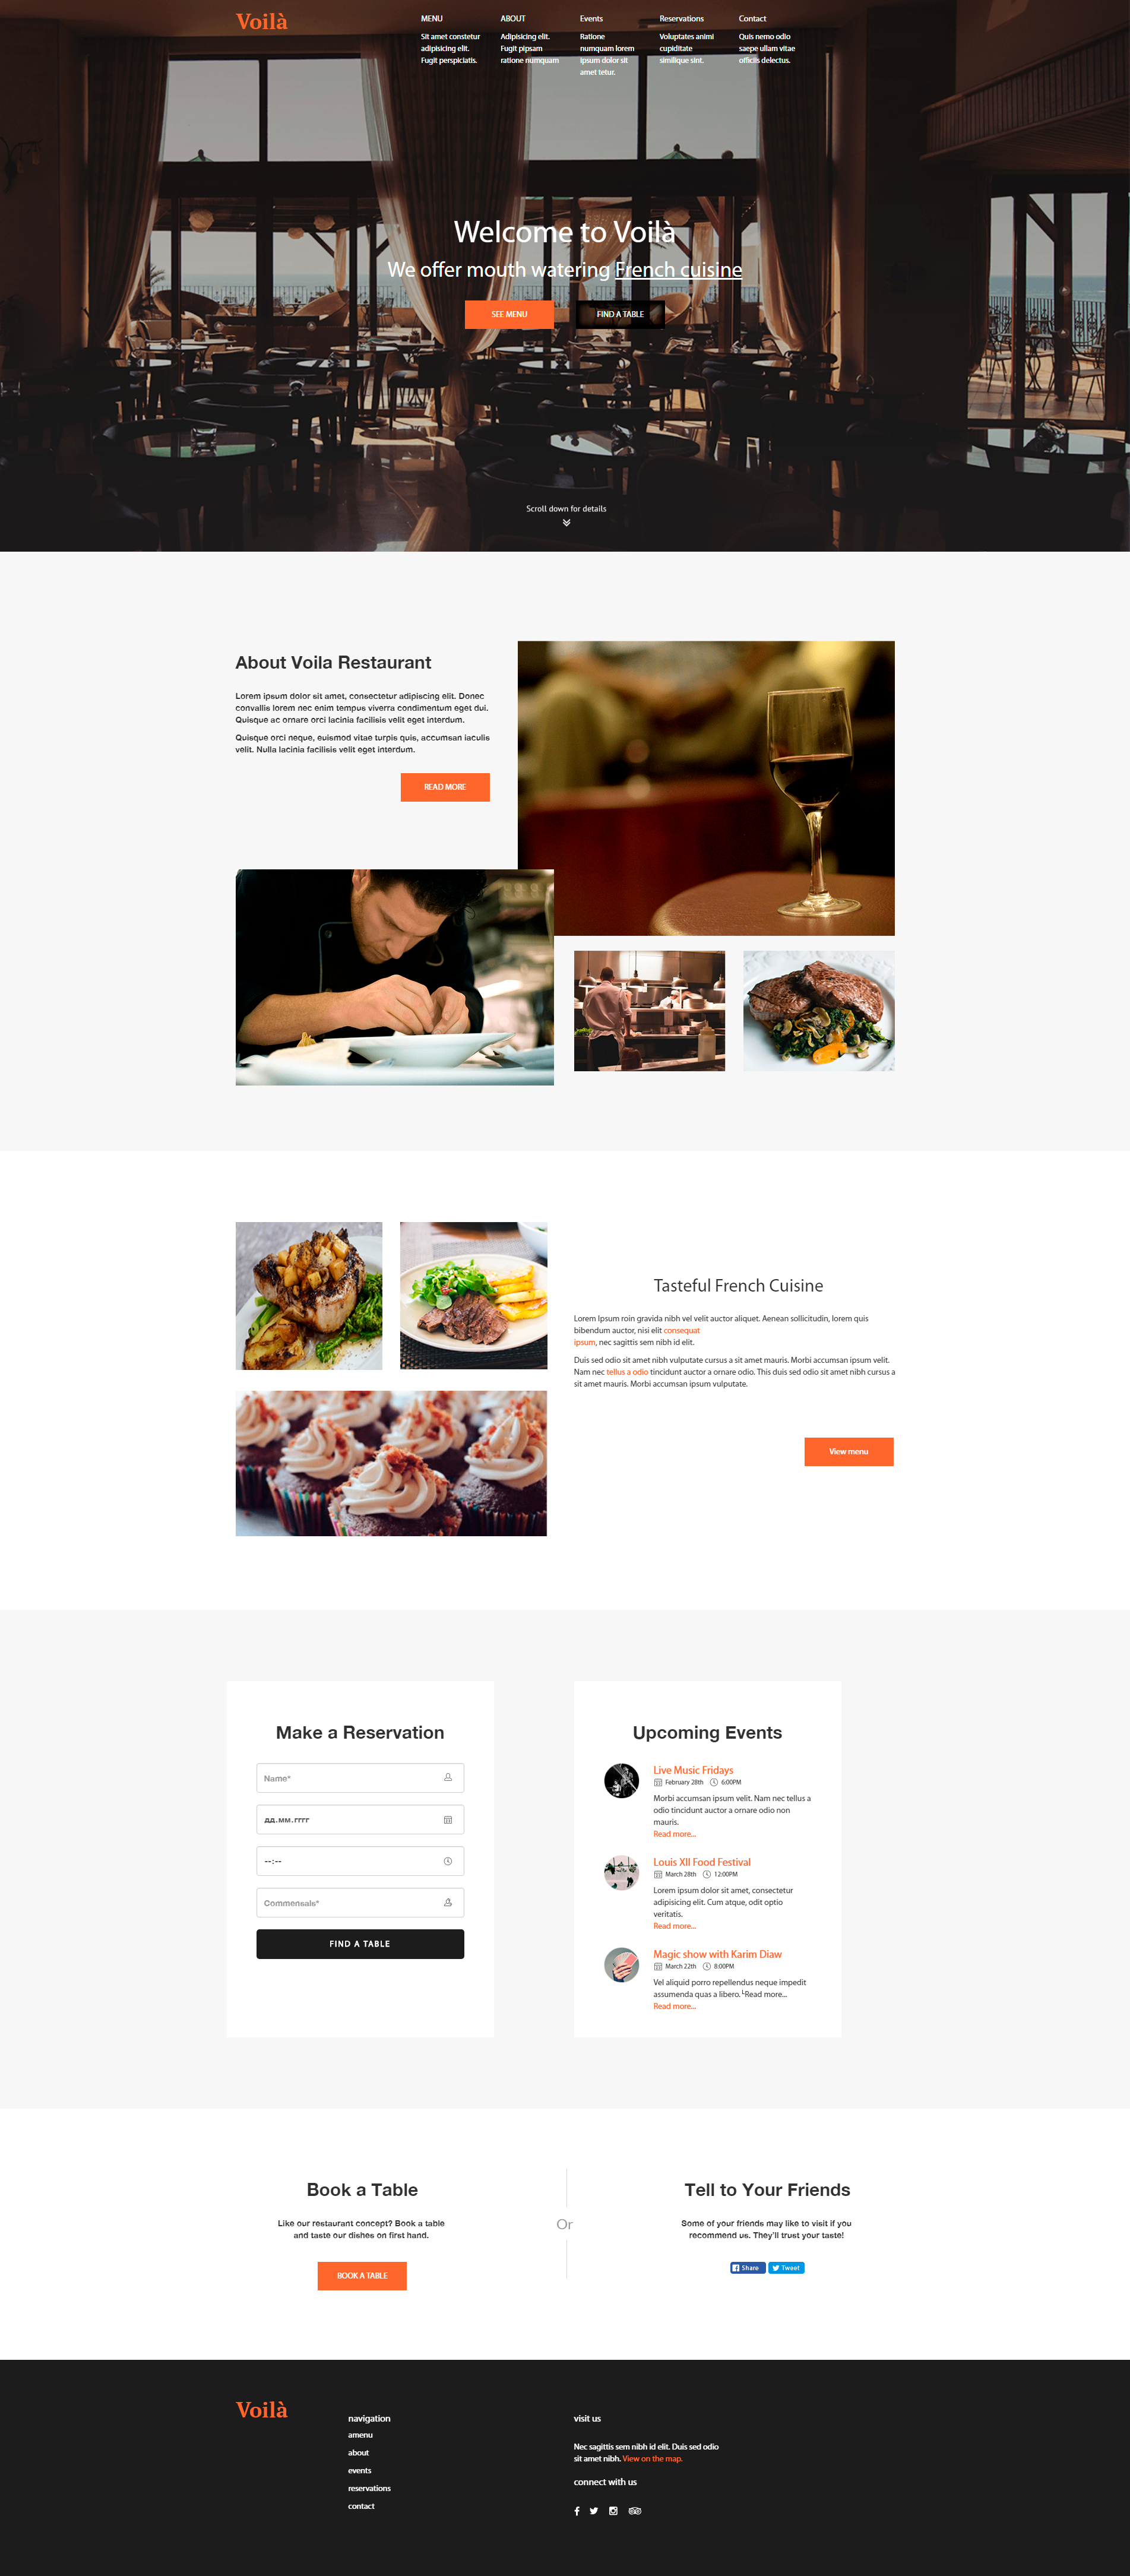 Voilà
MENU
Sit amet constetur
adipisicing elit.
Fugit perspiciatis.
ABOUT
Adipisicing elit.
Fugit pipsam
ratione numquam
Events
Ratione
numquam lorem
ipsum dolor sit
amet tetur.
Reservations
Voluptates animi
cupiditate
similique sint.
Contact
Quis nemo odio
saepe ullam vitae
officiis delectus.
Welcome to Voilà
We offer mouth watering French cuisine
SEE MENU
FIND A TABLE
Scroll down for details
About Voila Restaurant
Lorem ipsum dolor sit amet, consectetur adipiscing elit. Donec
convallis lorem nec enim tempus viverra condimentum eget dui.
Quisque ac ornare orci lacinia facilisis velit eget interdum.
Quisque orci neque, euismod vitae turpis quis, accumsan iaculis
velit. Nulla lacinia facilisis velit eget interdum.
READ MORE
Tasteful French Cuisine
Lorem Ipsum roin gravida nibh vel velit auctor aliquet. Aenean sollicitudin, lorem quis
bibendum auctor, nisi elit consequat
ipsum, nec sagittis sem nibh id elit.
Duis sed odio sit amet nibh vulputate cursus a sit amet mauris. Morbi accumsan ipsum velit.
Nam nec tellus a odio tincidunt auctor a ornare odio. This duis sed odio sit amet nibh cursus a
sit amet mauris. Morbi accumsan ipsum vulputate.
View menu
Make a Reservation
Name*
дд.мм.гггг
--:--
Commensals*
FIND A TABLE
Upcoming Events
Live Music Fridays
February 28th 6:00PM
Morbi accumsan ipsum velit. Nam nec tellus a
odio tincidunt auctor a ornare odio non
mauris.
Read more...
Louis XII Food Festival
March 28th 12:00PM
Lorem ipsum dolor sit amet, consectetur
adipisicing elit. Cum atque, odit optio
veritatis.
Read more...
Magic show with Karim Diaw
March 22th 8:00PM
Vel aliquid porro repellendus neque impedit
assumenda quas a libero. └Read more...
Read more...
Book a Table
Like our restaurant concept? Book a table
and taste our dishes on first hand.
BOOK A TABLE
Or
Tell to Your Friends
Some of your friends may like to visit if you
recommend us. They'll trust your taste!
Share
Tweet
Voilà
navigation
amenu
about
events
reservations
contact
visit us
Nec sagittis sem nibh id elit. Duis sed odio
sit amet nibh. View on the map.
connect with us